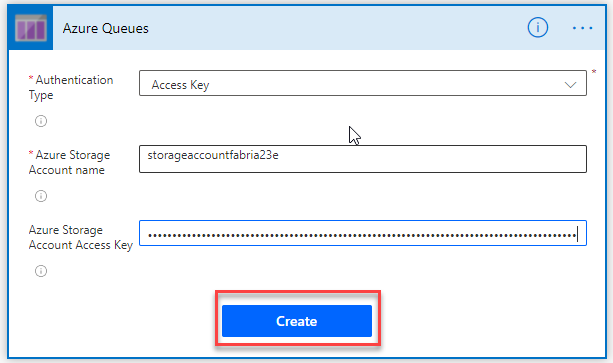 Azure Queues
* Authentication
Type
Access Key
*
* Azure Storage
Account name
storageaccountfabria23e
Azure Storage
Account Access Key
Create